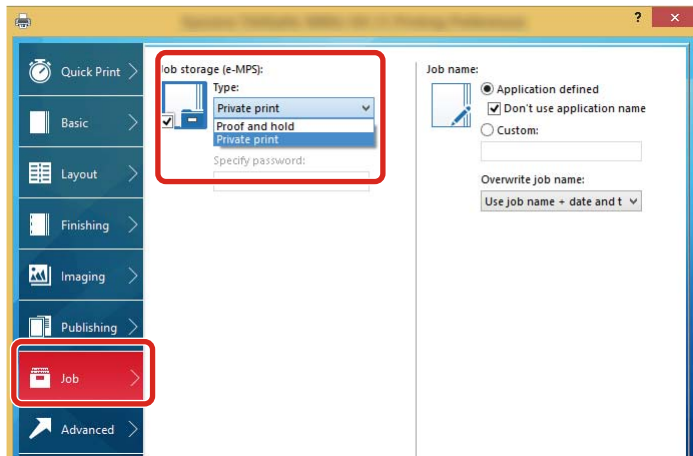 ?
Quick Print
Basic
Layout
Finishing
Imaging
Publishing
Job
Advanced
Job storage (e-MPS):
Type:
Private print
Proof and hold
Private print
Specify password:
Job name:
Application defined
Don't use application name
Custom:
Overwrite job name:
Use job name + date and t